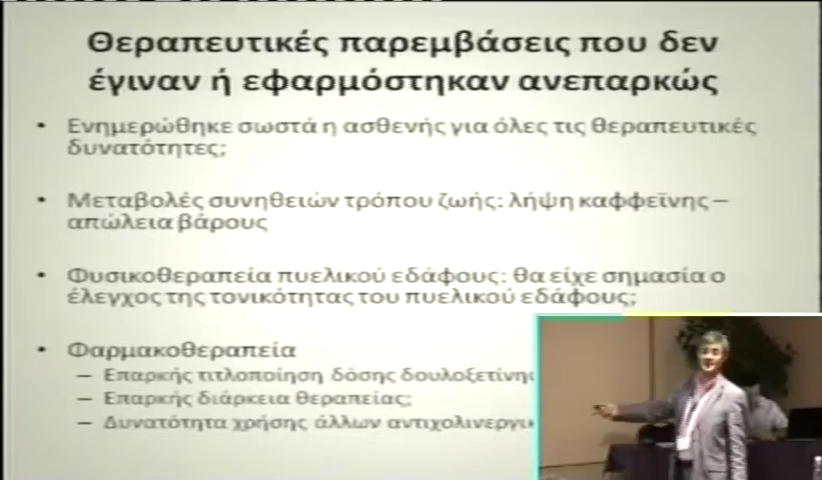 Θεραπευτικές παρεμβάσεις που δεν
έγιναν ή εφαρμόστηκαν ανεπαρκώς
• Ενημερώθηκε σωστά η ασθενής για όλες τις θεραπευτικές
δυνατότητες;
• Μεταβολές συνηθειών τρόπου ζωής: λήψη καφφεΐνης –
απώλεια βάρους
• Φυσικοθεραπεία πυελικού εδάφους: θα είχε σημασία ο
έλεγχος της τονικότητας του πυελικού εδάφους;
• Φαρμακοθεραπεία
– Επαρκής τιτλοποίηση δόσης δουλοξετίνης
– Επαρκής διάρκεια θεραπείας;
– Δυνατότητα χρήσης άλλων